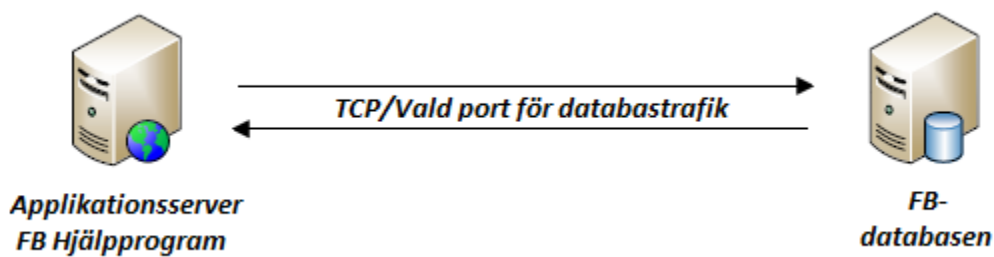 TCP/Vald port för databastrafik
Applikationsserver
FB Hjälpprogram
FB-
databasen